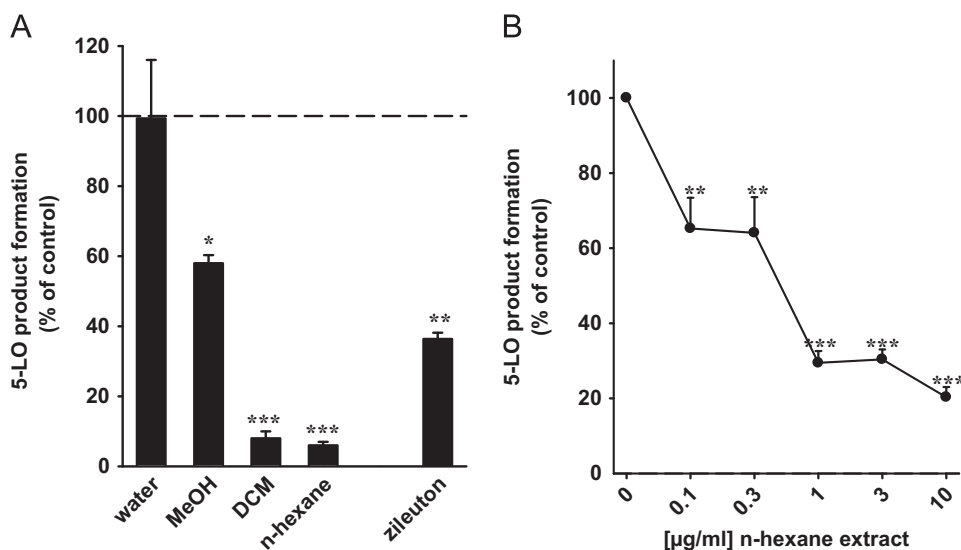 A
5-LO product formation
(% of control)
120
100
80
60
40
20
0
*
***
***
**
water
MeOH
DCM
n-hexane
zileuton
B
5-LO product formation
(% of control)
100
80
60
40
20
0
**
**
***
***
***
0
0.1
0.3
1
3
10
[µg/ml] n-hexane extract